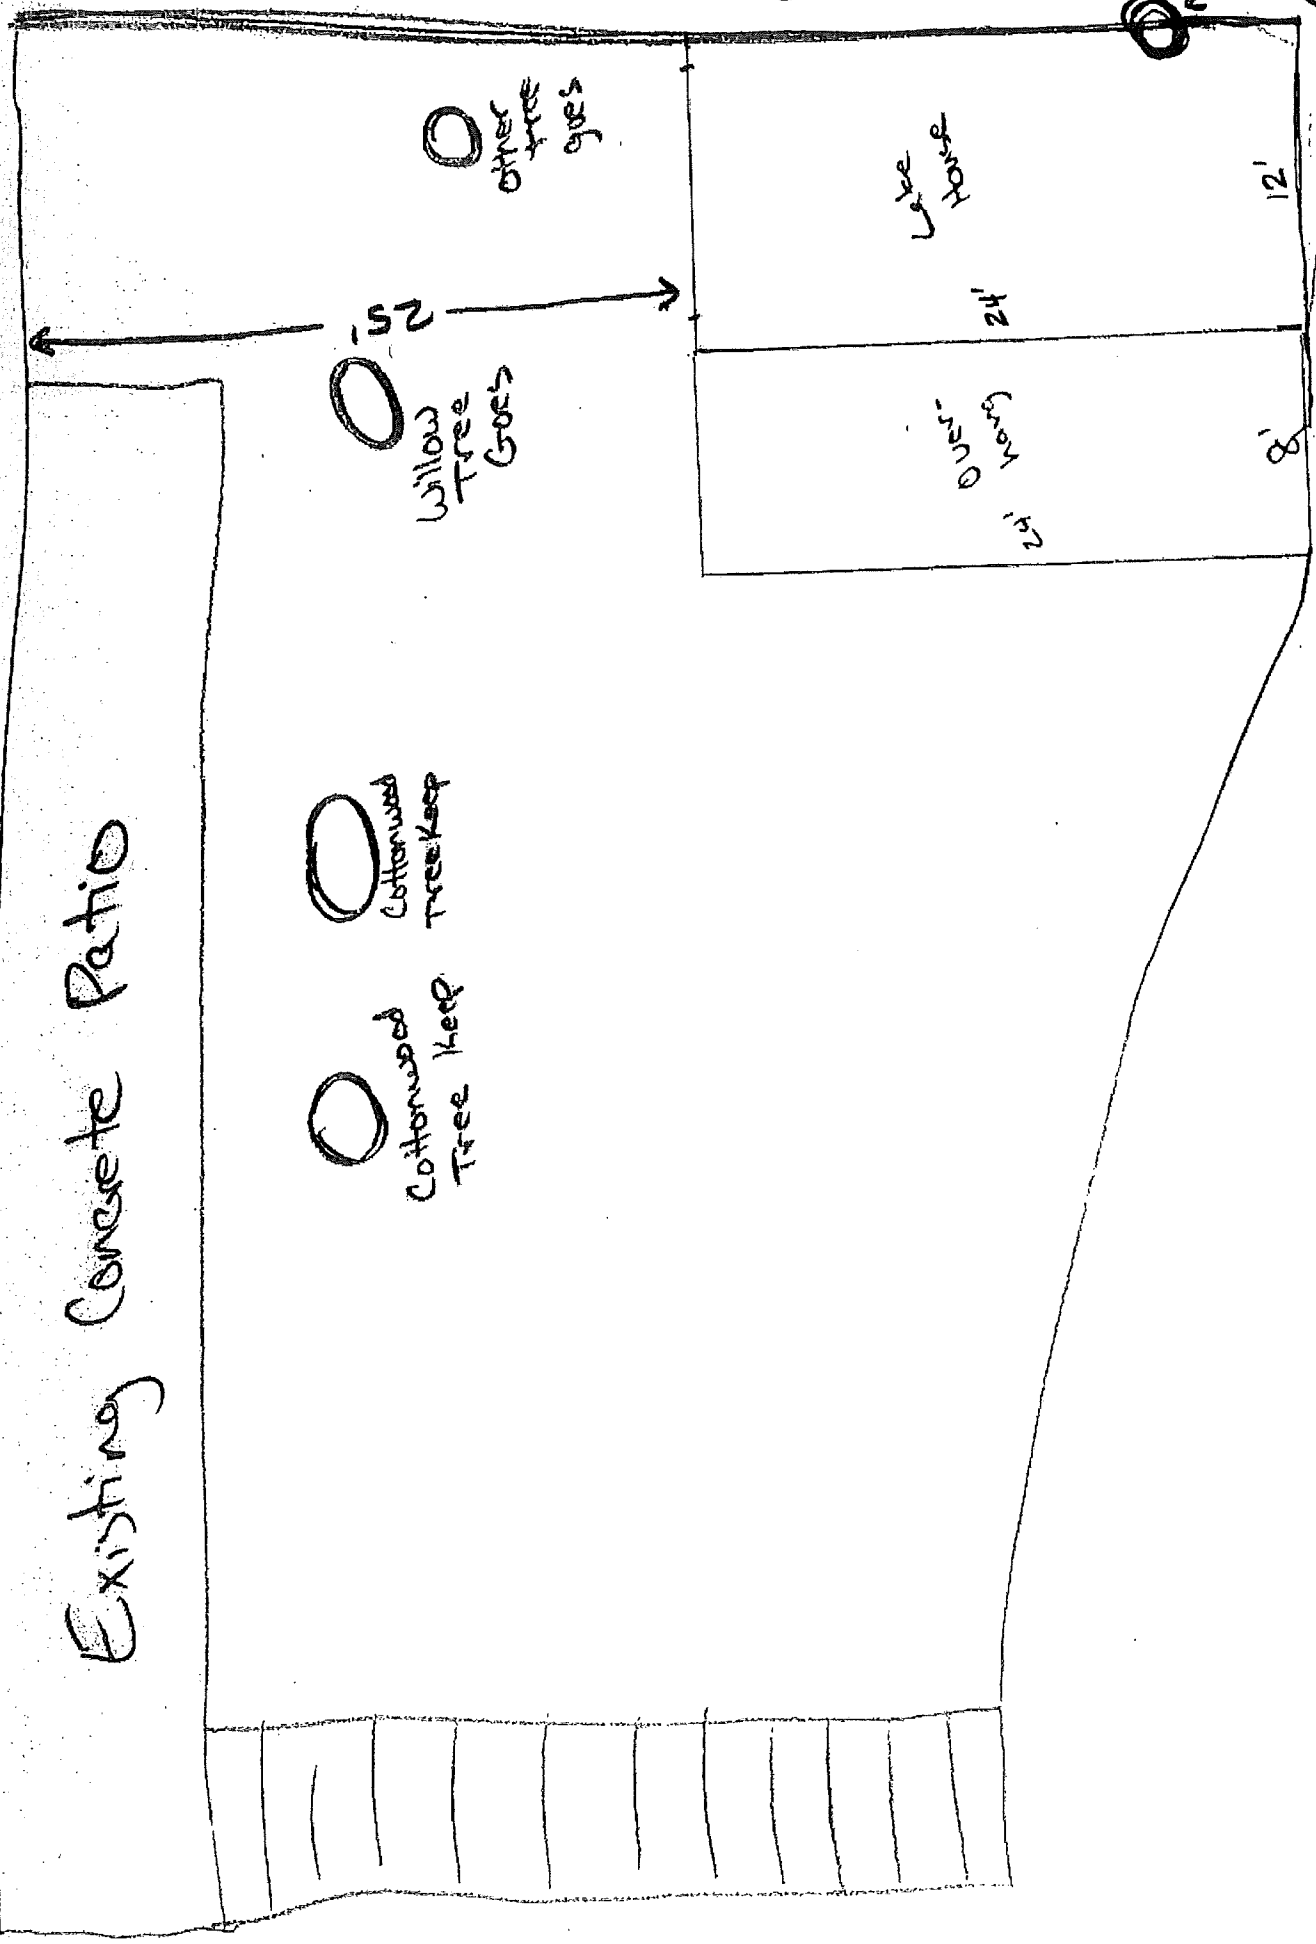 Existing Concrete Patio
Cottonwood
Tree Keep
Cottonwood
Tree Keep
Willow
Tree
Goes
25'
other
tree
goes
Over-
hang
24'
8'
Lake
House
24'
12'